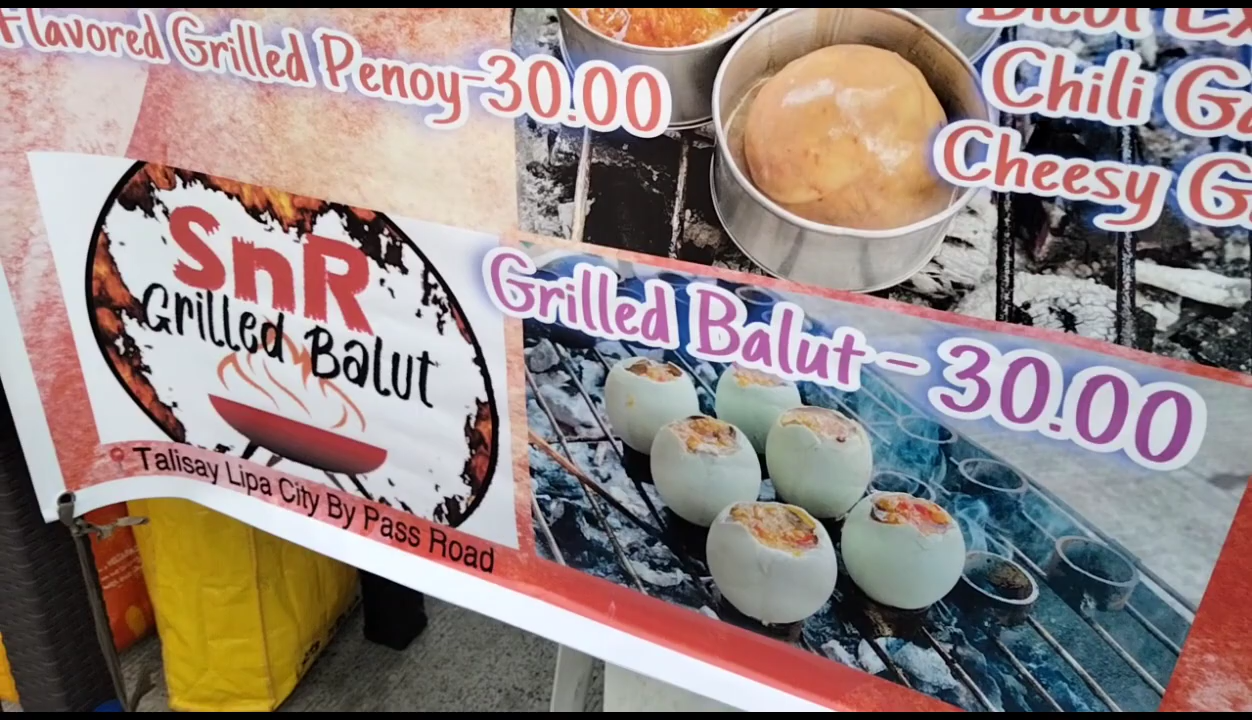 Flavored Grilled Penoy-30.00
Chili
Cheesy
SnR
Grilled Balut
Talisay Lipa City By Pass Road
Grilled Balut - 30.00